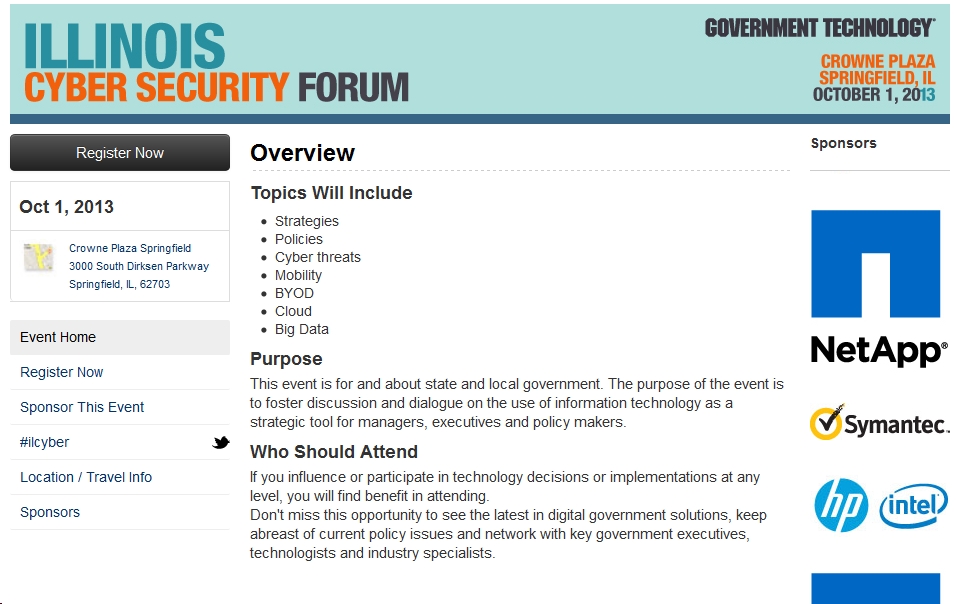 ILLINOIS
CYBER SECURITY FORUM
GOVERNMENT TECHNOLOGY®
CROWNE PLAZA
SPRINGFIELD, IL
OCTOBER 1, 2013
Register Now
Oct 1, 2013
Crowne Plaza Springfield
3000 South Dirksen Parkway
Springfield, IL, 62703
Event Home
Register Now
Sponsor This Event
#ilcyber
Location / Travel Info
Sponsors
Overview
Topics Will Include
• Strategies
• Policies
• Cyber threats
• Mobility
• BYOD
• Cloud
• Big Data
Purpose
This event is for and about state and local government. The purpose of the event is
to foster discussion and dialogue on the use of information technology as a
strategic tool for managers, executives and policy makers.
Who Should Attend
If you influence or participate in technology decisions or implementations at any
level, you will find benefit in attending.
Don't miss this opportunity to see the latest in digital government solutions, keep
abreast of current policy issues and network with key government executives,
technologists and industry specialists.
Sponsors
NetApp®
Symantec.
hp
intel®